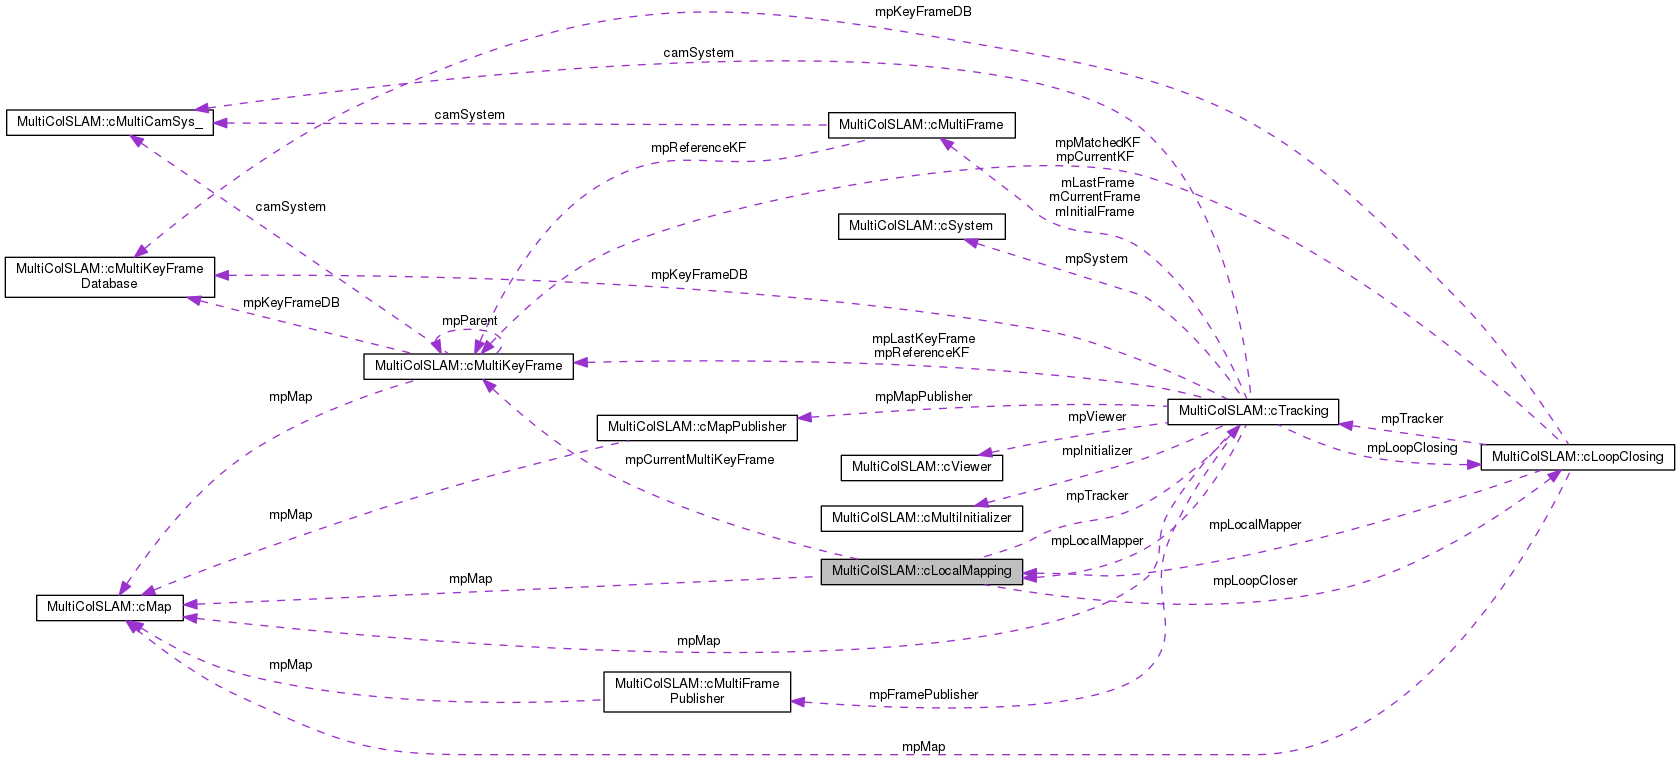 mpKeyFrameDB
camSystem
MultiColSLAM::cMultiCamSys_
camSystem
MultiColSLAM::cMultiFrame
mpReferenceKF
mpMatchedKF
mpCurrentKF
mLastFrame
mCurrentFrame
mInitialFrame
camSystem
MultiColSLAM::cSystem
mpSystem
MultiColSLAM::cMultiKeyFrame
Database
mpKeyFrameDB
mpKeyFrameDB
mpParent
mpLastKeyFrame
mpReferenceKF
MultiColSLAM::cMultiKeyFrame
mpMap
mpMapPublisher
MultiColSLAM::cTracking
mpViewer
mpTracker
MultiColSLAM::cMapPublisher
mpInitializer
mpLoopClosing
mpCurrentMultiKeyFrame
MultiColSLAM::cViewer
MultiColSLAM::cLoopClosing
mpTracker
mpMap
MultiColSLAM::cMultiInitializer
mpLocalMapper
mpLocalMapper
MultiColSLAM::cLocalMapping
mpMap
mpLoopCloser
MultiColSLAM::cMap
mpMap
mpMap
MultiColSLAM::cMultiFrame
Publisher
mpFramePublisher
mpMap